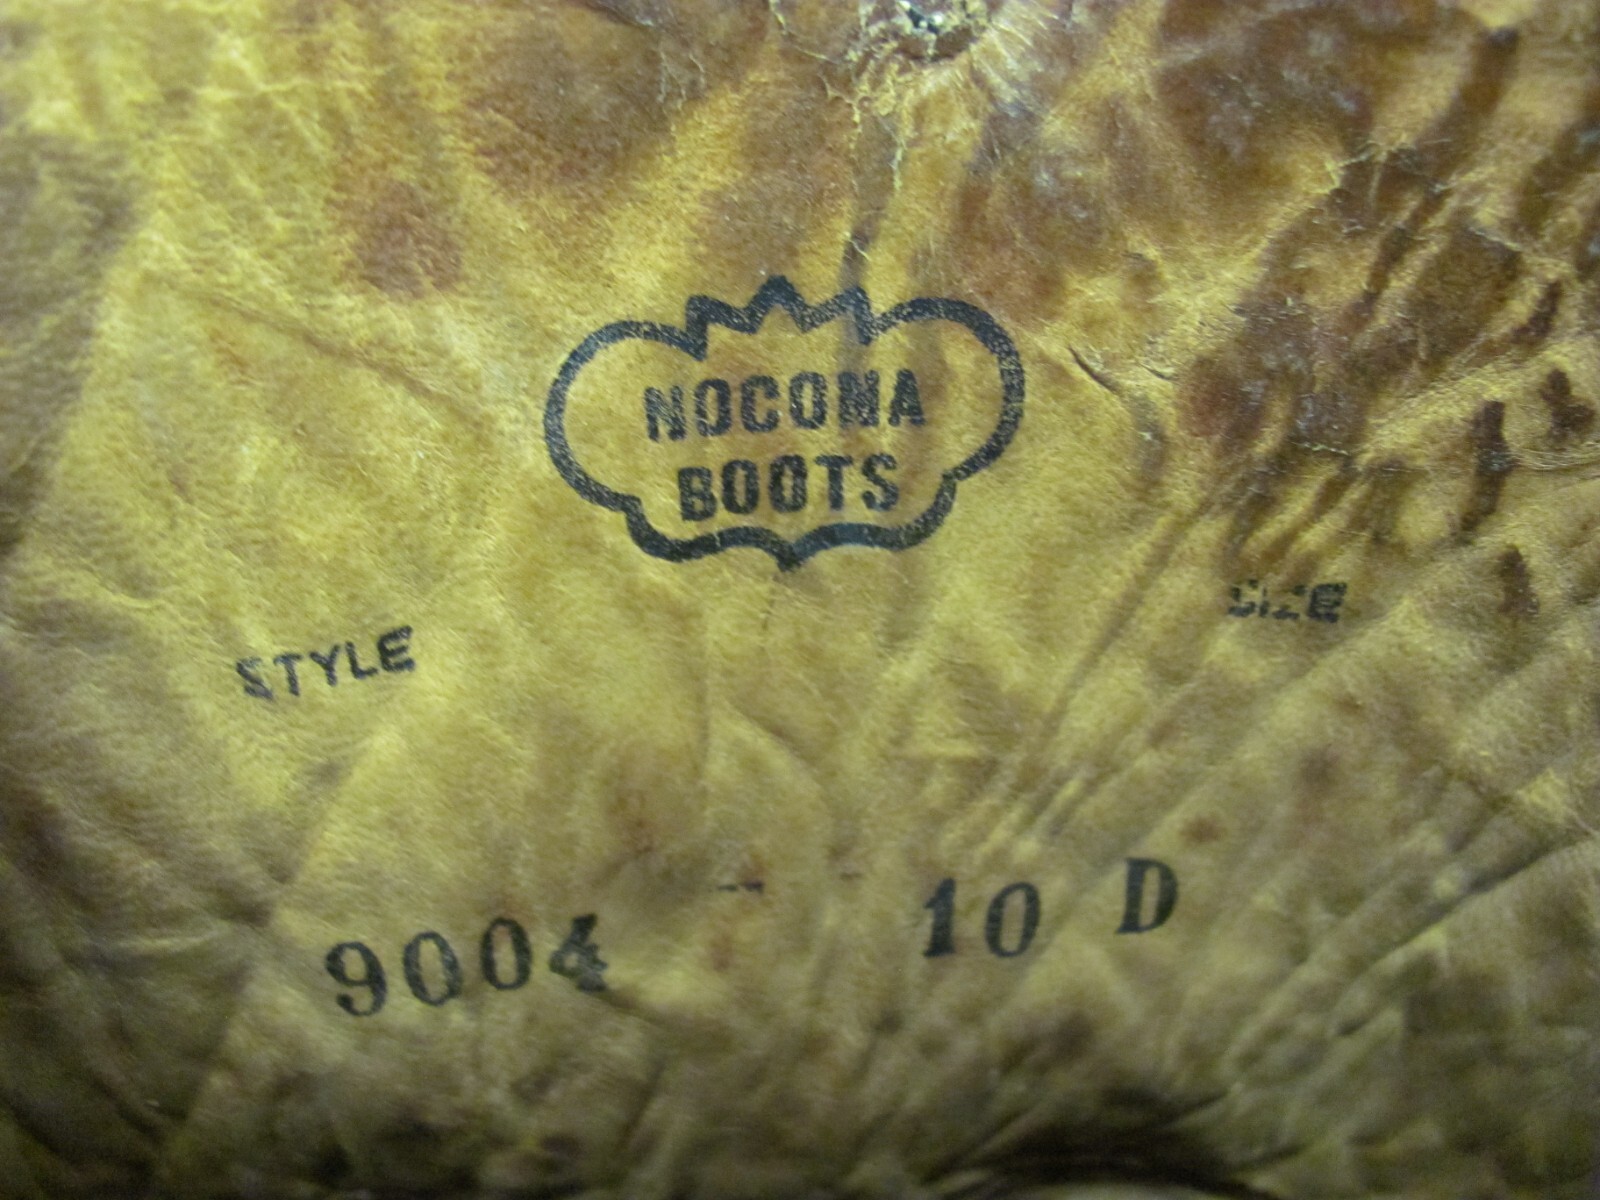 NOCONA
BOOTS
STYLE SIZE
9004 10 D